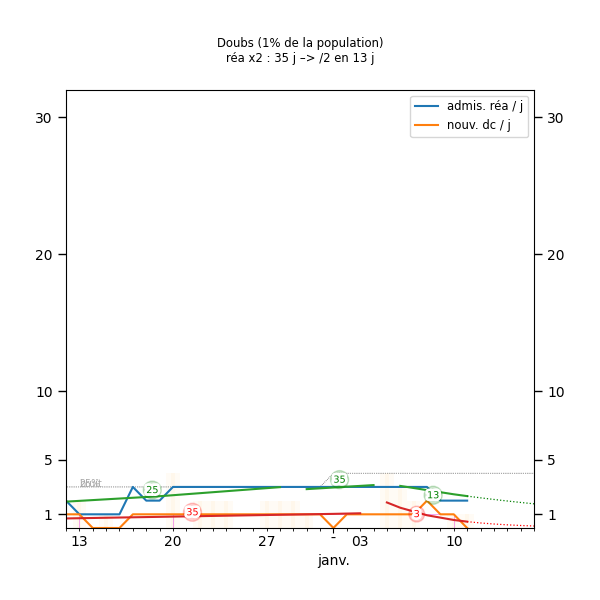 Doubs (1% de la population)
réa x2 : 35 j –> /2 en 13 j
admis. réa / j
nouv. dc / j
30 30
20 20
10 10
5 5
1 1
25
35
35
13
3
13 20 27 - 03 10
janv.